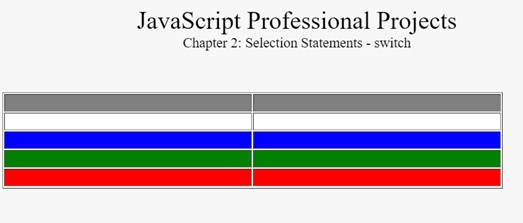 JavaScript Professional Projects
Chapter 2: Selection Statements - switch